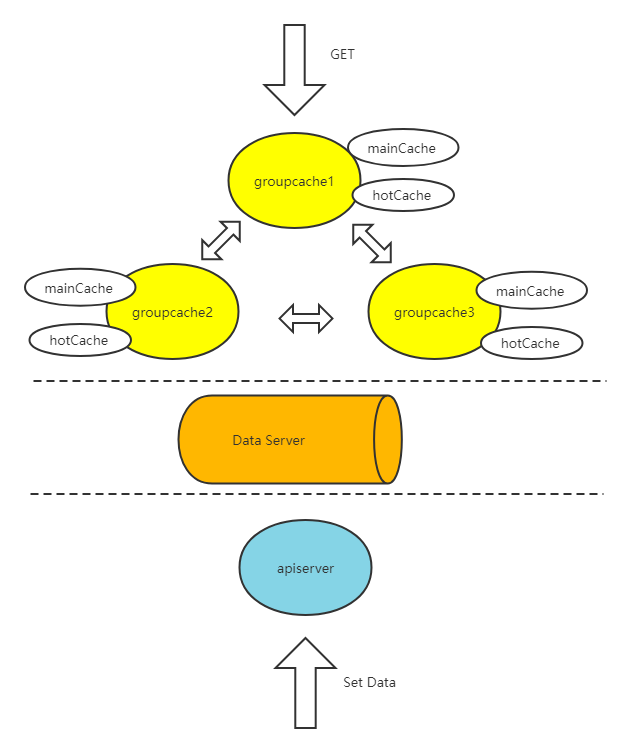 GET
mainCache
groupcache1
hotCache
mainCache
groupcache2
hotCache
mainCache
groupcache3
hotCache
Data Server
apiserver
Set Data